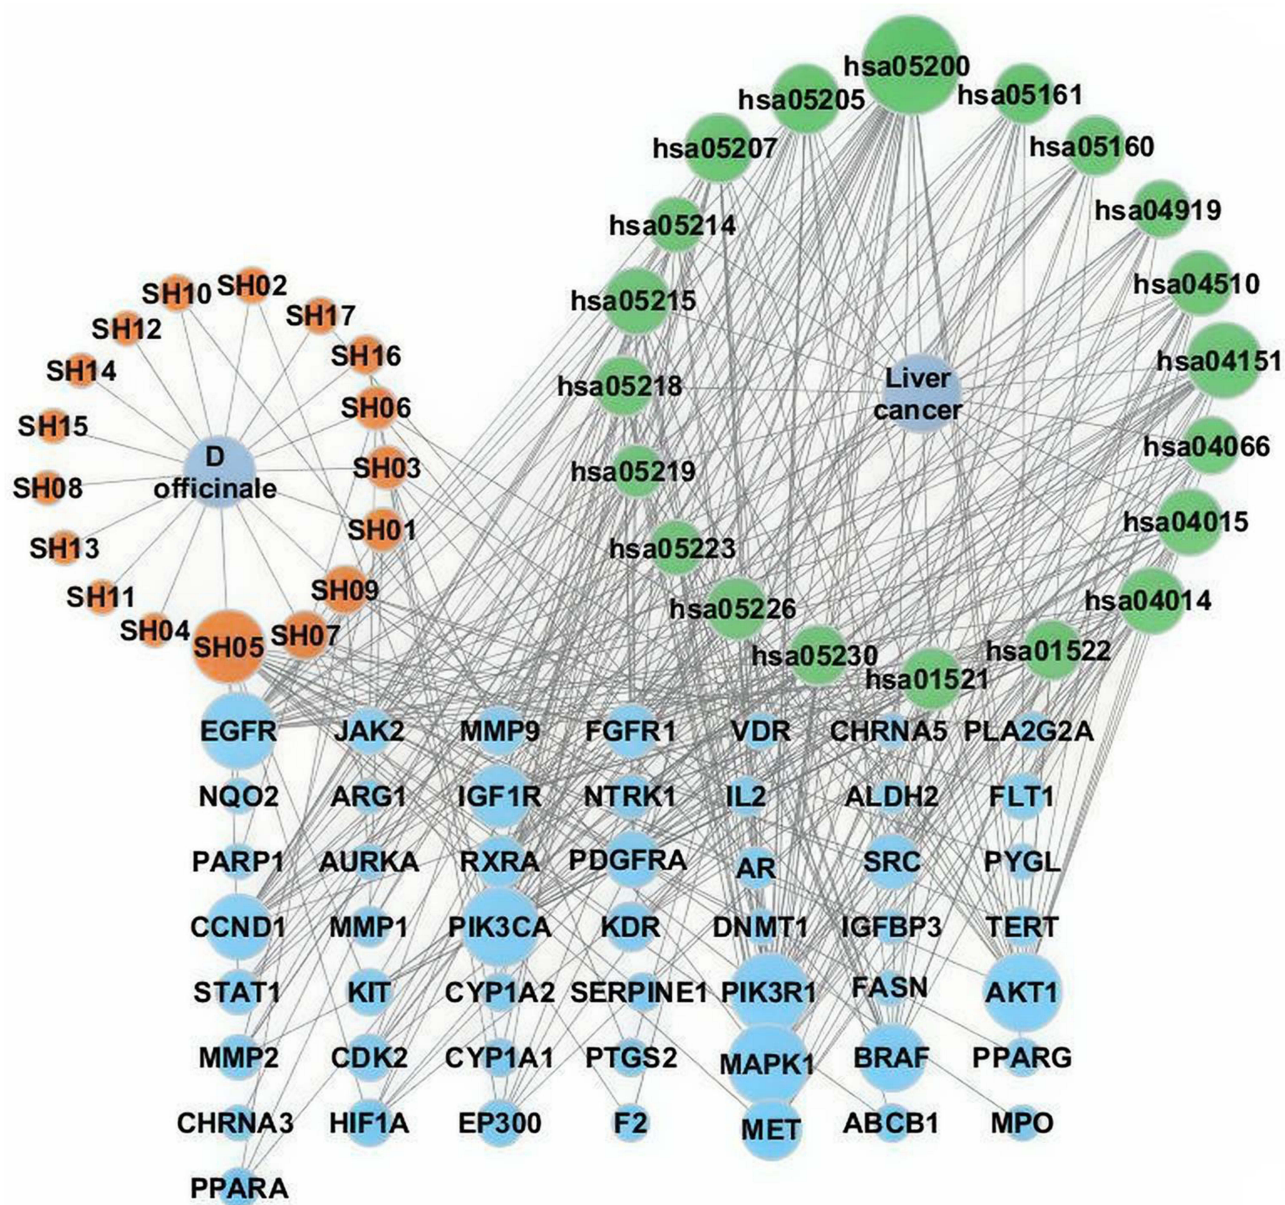 hsa05200
hsa05205
hsa05161
hsa05207
hsa05160
hsa04919
hsa05214
hsa04510
hsa05215
hsa04151
hsa05218
Liver
cancer
hsa04066
hsa05219
hsa04015
hsa05223
hsa04014
hsa05226
hsa05230
hsa01522
hsa01521
SH02
SH10
SH17
SH12
SH16
SH14
SH06
SH15
SH03
D
officinale
SH08
SH01
SH13
SH09
SH11
SH04
SH07
SH05
EGFR JAK2 MMP9 FGFR1 VDR CHRNA5 PLA2G2A
NQO2 ARG1 IGF1R NTRK1 IL2 ALDH2 FLT1
PARP1 AURKA RXRA PDGFRA AR SRC PYGL
CCND1 MMP1 PIK3CA KDR DNMT1 IGFBP3 TERT
STAT1 KIT CYP1A2 SERPINE1 PIK3R1 FASN AKT1
MMP2 CDK2 CYP1A1 PTGS2 MAPK1 BRAF PPARG
CHRNA3 HIF1A EP300 F2 MET ABCB1 MPO
PPARA